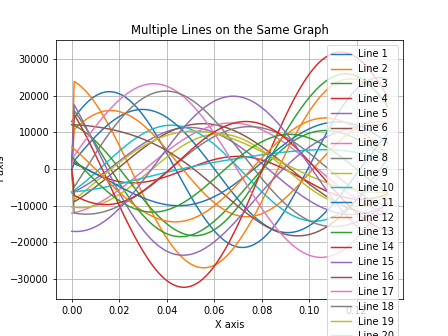 Multiple Lines on the Same Graph
30000
20000
10000
0
−10000
−20000
−30000
0.00
0.02
0.04
0.06
0.08
0.10
X axis
Line 1
Line 2
Line 3
Line 4
Line 5
Line 6
Line 7
Line 8
Line 9
Line 10
Line 11
Line 12
Line 13
Line 14
Line 15
Line 16
Line 17
Line 18
Line 19
Line 20